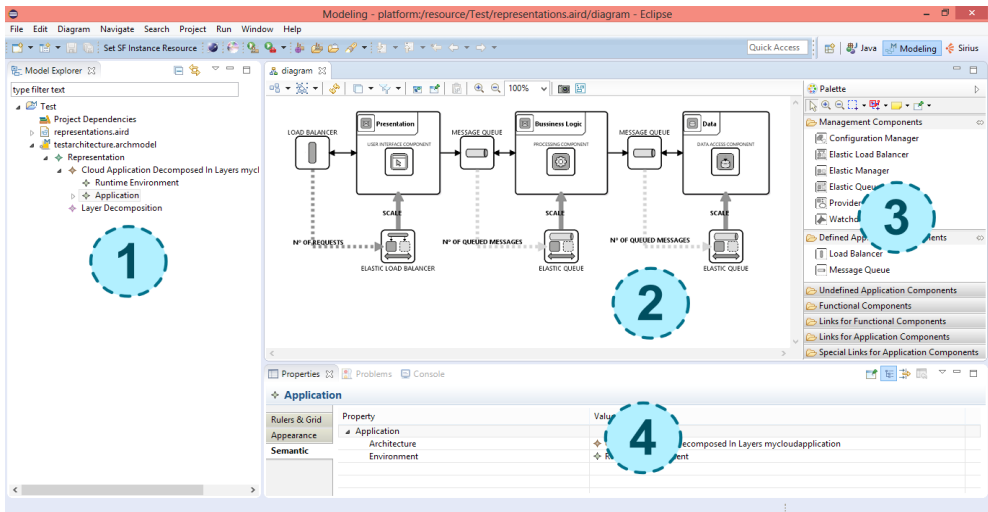 Modeling - platform:/resource/Test/representations.aird/diagram - Eclipse
File Edit Diagram Navigate Search Project Run Window Help
Set SF Instance Resource
Quick Access
Java
Modeling
Sirius
Model Explorer
type filter text
Test
Project Dependencies
representations.aird
testarchitecture.archmodel
Representation
Cloud Application Decomposed In Layers mycl
Runtime Environment
Application
Layer Decomposition
1
diagram
100%
LOAD BALANCER
Presentation
USER INTERFACE COMPONENT
MESSAGE QUEUE
Bussiness Logic
PROCESSING COMPONENT
MESSAGE QUEUE
Data
DATA ACCESS COMPONENT
SCALE
SCALE
SCALE
Nº OF REQUESTS
Nº OF QUEUED MESSAGES
Nº OF QUEUED MESSAGES
ELASTIC LOAD BALANCER
ELASTIC QUEUE
ELASTIC QUEUE
2
Palette
Management Components
Configuration Manager
Elastic Load Balancer
Elastic Manager
Elastic Queu
Provider
Watchd
3
Defined App
ents
Load Balancer
Message Queue
Undefined Application Components
Functional Components
Links for Functional Components
Links for Application Components
Special Links for Application Components
Properties
Problems
Console
Application
Rulers & Grid
Appearance
Semantic
Property
Valu
Application
Architecture
ecomposed In Layers mycloudapplication
Environment
R
ent
4